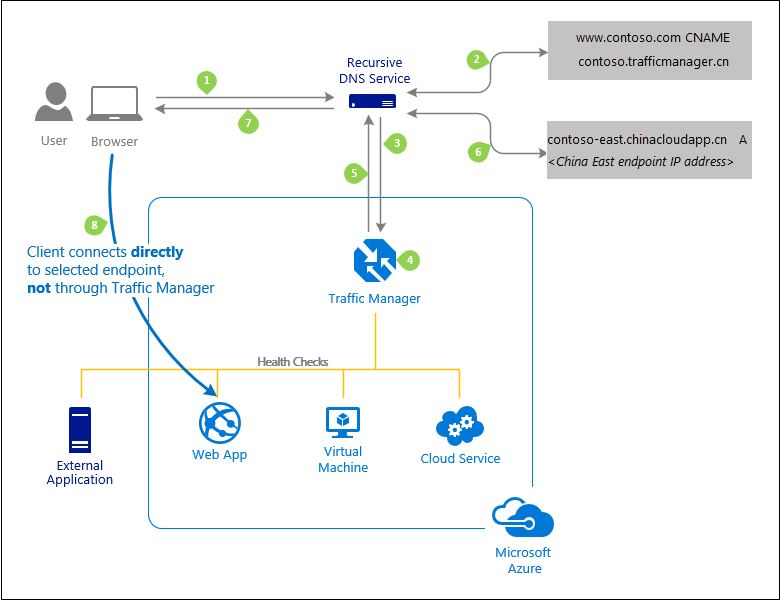 www.contoso.com CNAME
contoso.trafficmanager.cn
Recursive
DNS Service
1
2
7
User
Browser
3
contoso-east.chinacloudapp.cn A
<China East endpoint IP address>
6
5
8
Client connects directly
to selected endpoint,
not through Traffic Manager
4
Traffic Manager
Health Checks
External
Application
Web App
Virtual
Machine
Cloud Service
Microsoft
Azure